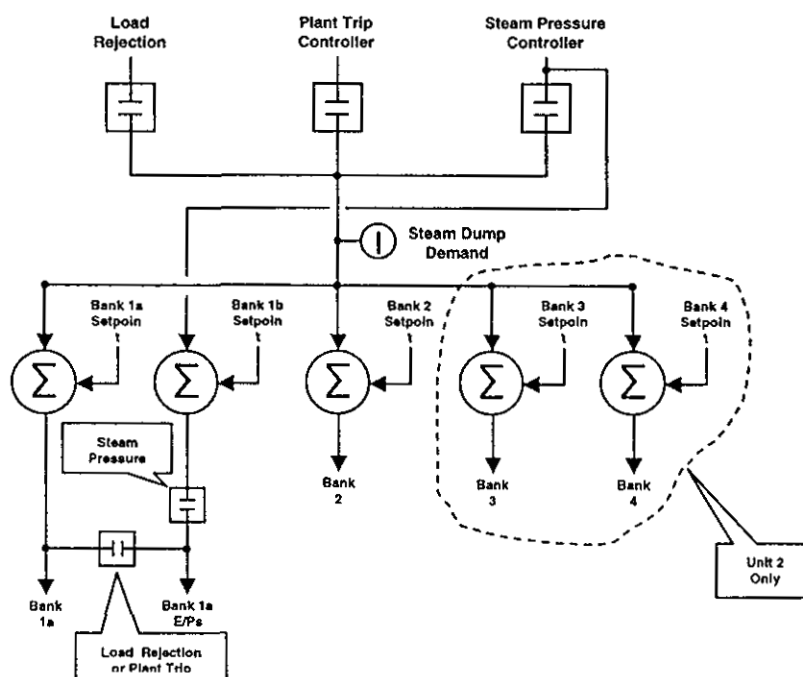 Load
Rejection
Plant Trip
Controller
Steam Pressure
Controller
Steam Dump
Demand
Bank 1a
Setpoin
t
Bank 1b
Setpoin
t
Bank 2
Setpoin
t
Bank 3
Setpoin
t
Bank 4
Setpoin
t
Σ
Σ
Σ
Σ
Σ
Steam
Pressure
Bank
2
Bank
3
Bank
4
Unit 2
Only
Bank
1a
Bank 1a
E/Ps
Load Rejection
or Plant Trip